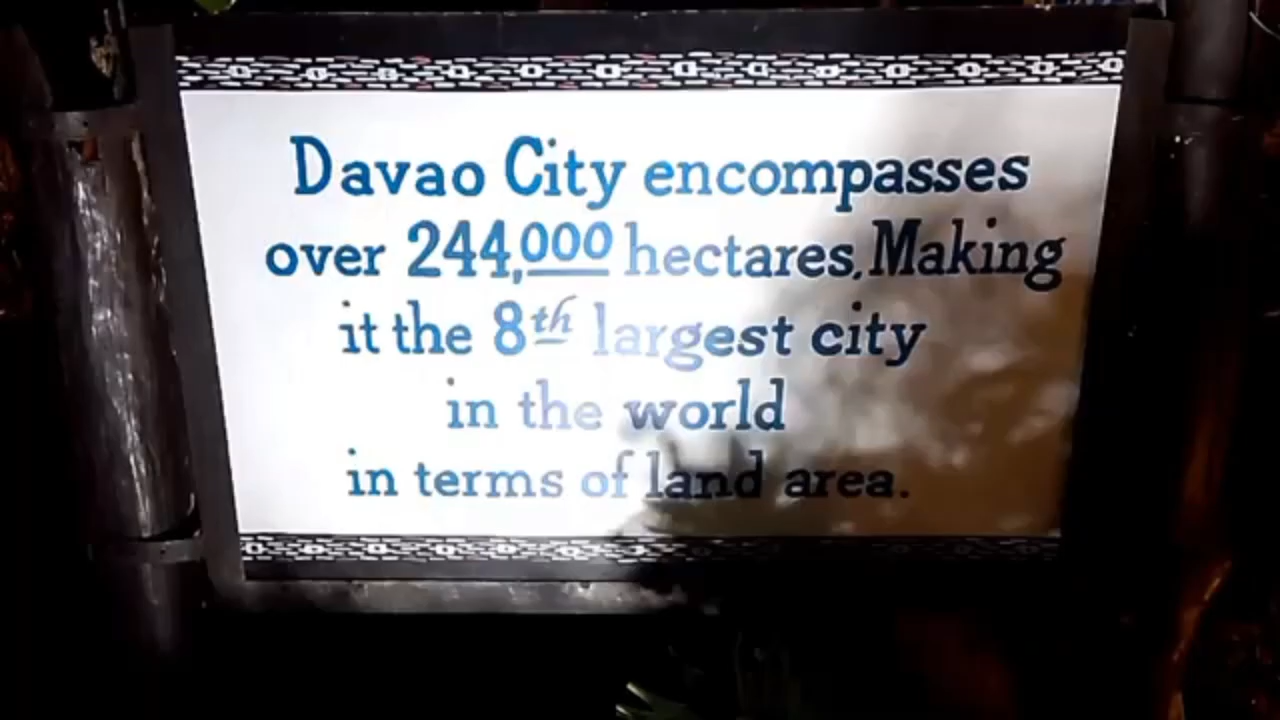 Davao City encompasses
over 244,000 hectares, Making
it the 8th largest city
in the world
in terms of land area.